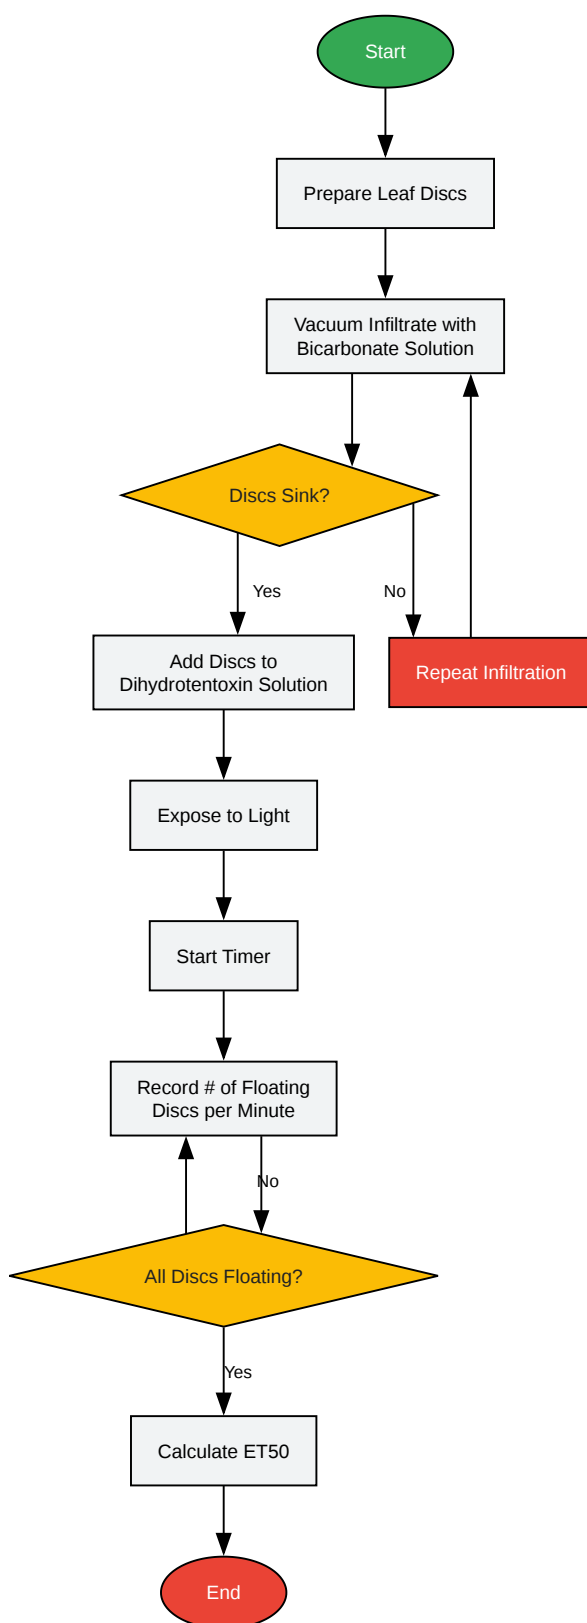 Start
Prepare Leaf Discs
Vacuum Infiltrate with
Bicarbonate Solution
Discs Sink?
Yes
No
Add Discs to
Dihydrotentoxin Solution
Repeat Infiltration
Expose to Light
Start Timer
Record # of Floating
Discs per Minute
No
All Discs Floating?
Yes
Calculate ET50
End